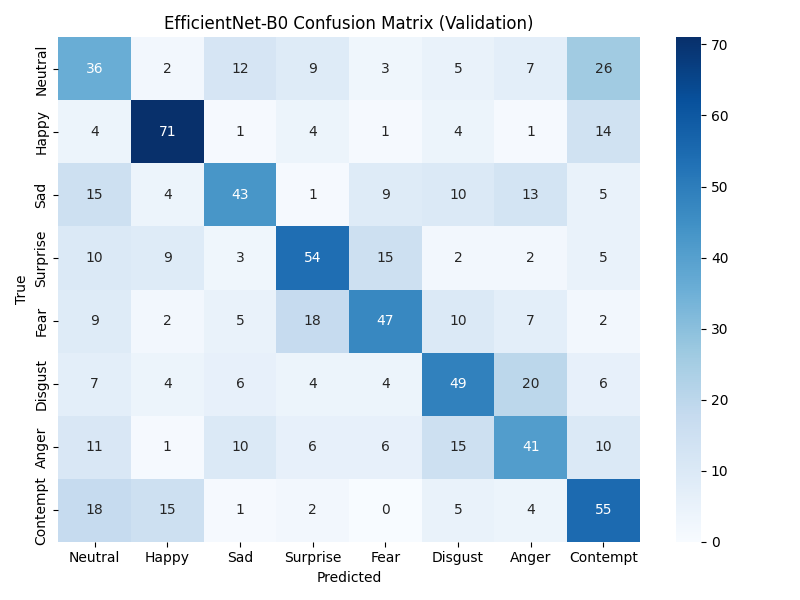 EfficientNet-B0 Confusion Matrix (Validation)
True
Neutral 36 2 12 9 3 5 7 26
Happy 4 71 1 4 1 4 1 14
Sad 15 4 43 1 9 10 13 5
Surprise 10 9 3 54 15 2 2 5
Fear 9 2 5 18 47 10 7 2
Disgust 7 4 6 4 4 49 20 6
Anger 11 1 10 6 6 15 41 10
Contempt 18 15 1 2 0 5 4 55
Neutral Happy Sad Surprise Fear Disgust Anger Contempt
Predicted
70
60
50
40
30
20
10
0